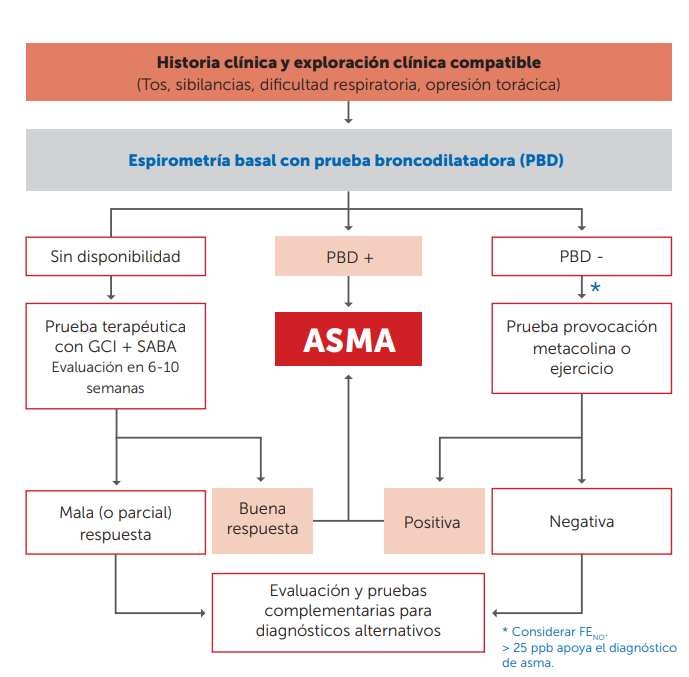 Historia clínica y exploración clínica compatible
(Tos, sibilancias, dificultad respiratoria, opresión torácica)
Espirometría basal con prueba broncodilatadora (PBD)
Sin disponibilidad
PBD +
PBD -
*
Prueba terapéutica
con GCI + SABA
Evaluación en 6-10
semanas
ASMA
Prueba provocación
metacolina o
ejercicio
Mala (o parcial)
respuesta
Buena
respuesta
Positiva
Negativa
Evaluación y pruebas
complementarias para
diagnósticos alternativos
* Considerar FENO.
> 25 ppb apoya el diagnóstico
de asma.